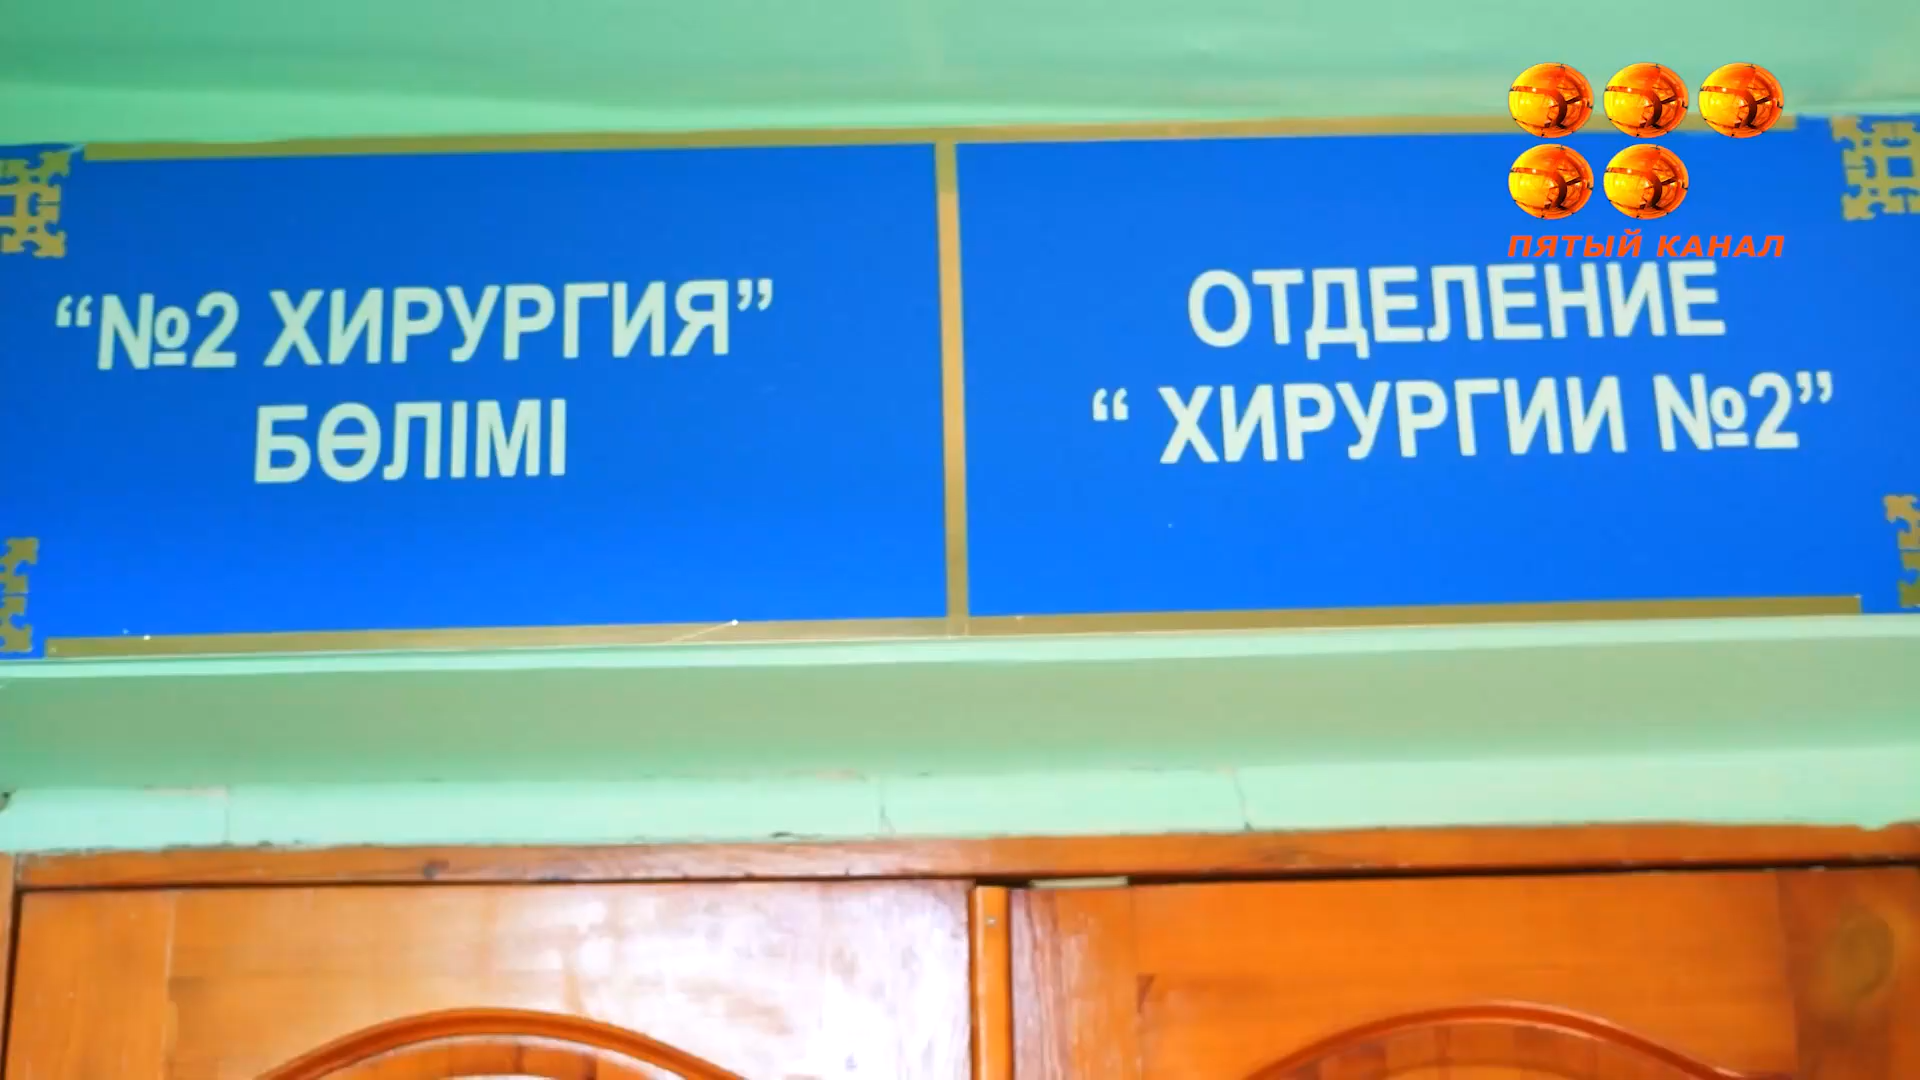 “№2 ХИРУРГИЯ”
БӨЛІМІ
ОТДЕЛЕНИЕ
“ ХИРУРГИИ №2”
ПЯТЫЙ КАНАЛ